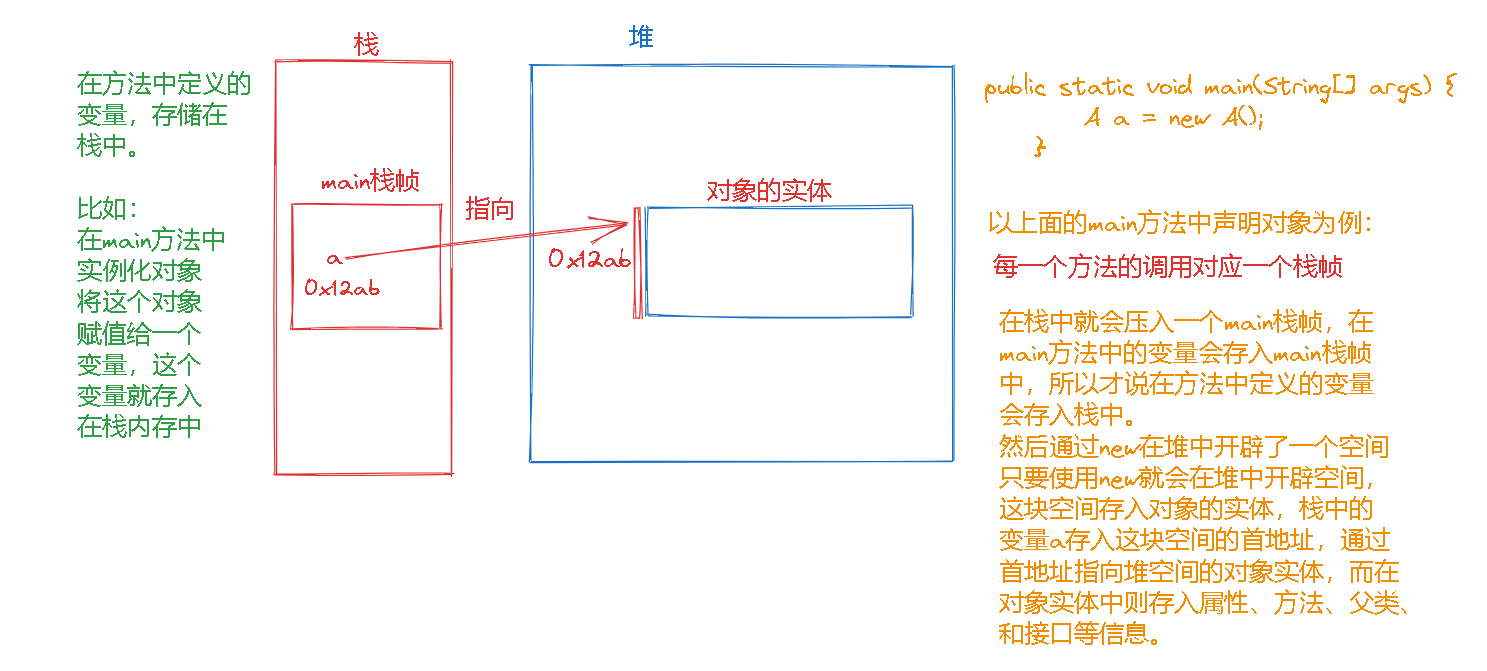 栈
堆
在方法中定义的
变量，存储在
栈中。
比如：
在main方法中
实例化对象
将这个对象
赋值给一个
变量，这个
变量就存入
在栈内存中
main栈帧
a
0x12ab
指向
对象的实体
0x12ab
public static void main(String[] args) {
A a = new A();
}
以上面的main方法中声明对象为例：
每一个方法的调用对应一个栈帧
在栈中就会压入一个main栈帧，在
main方法中的变量会存入main栈帧
中，所以才说在方法中定义的变量
会存入栈中。
然后通过new在堆中开辟了一个空间
只要使用new就会在堆中开辟空间，
这块空间存入对象的实体，栈中的
变量a存入这块空间的首地址，通过
首地址指向堆空间的对象实体，而在
对象实体中则存入属性、方法、父类、
和接口等信息。